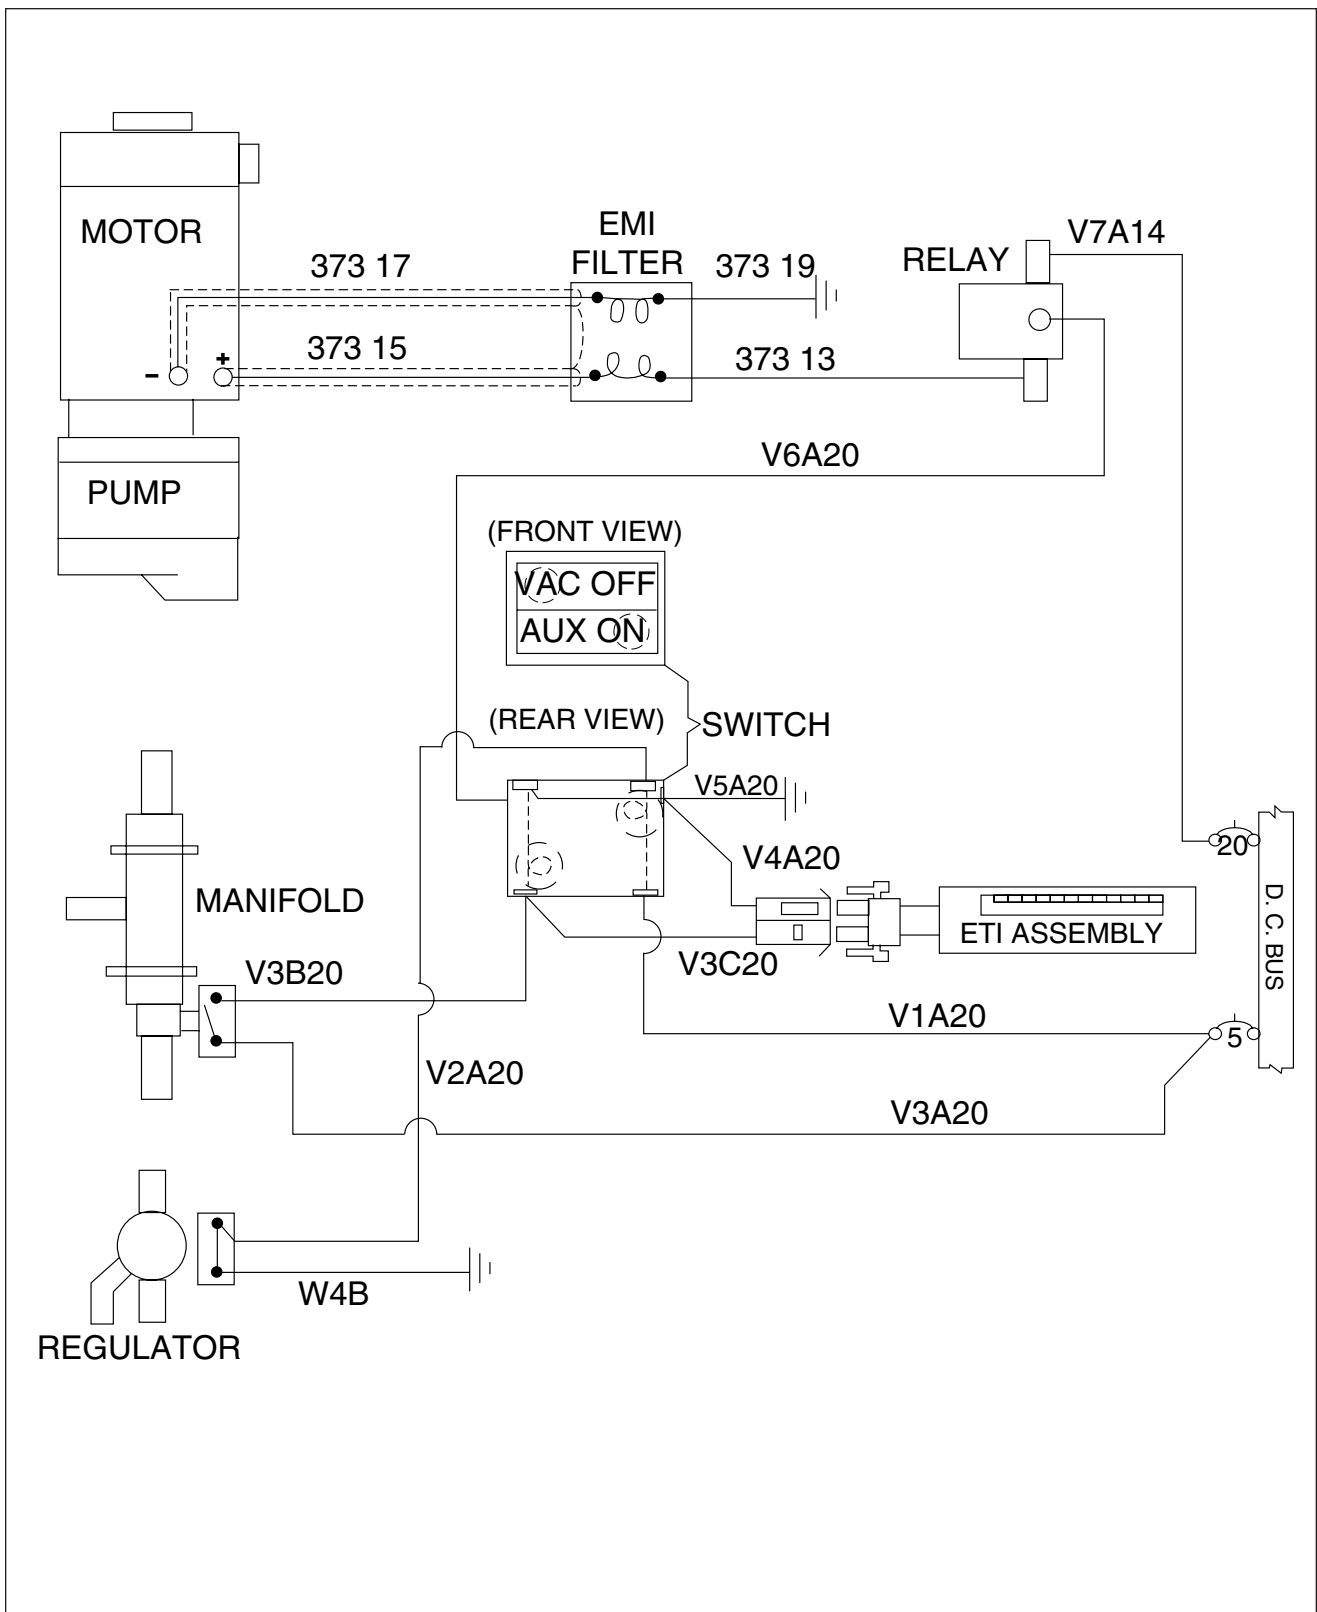 EMI
FILTER
V7A14
MOTOR
373 17
373 19
RELAY
373 15
373 13
-
+
V6A20
PUMP
(FRONT VIEW)
VAC OFF
AUX ON
(REAR VIEW)
SWITCH
V5A20
V4A20
20
MANIFOLD
ETI ASSEMBLY
D. C. BUS
V3B20
V3C20
V1A20
5
V2A20
V3A20
W4B
REGULATOR